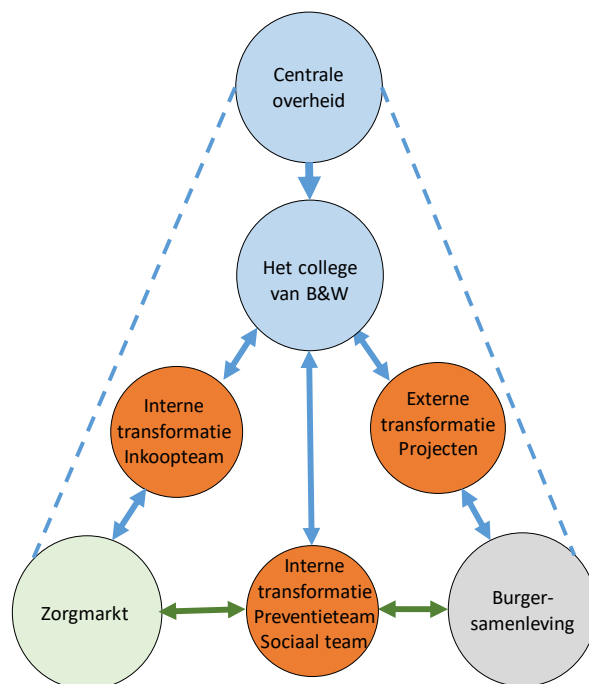 Centrale
overheid
Het college
van B&W
Interne
transformatie
Inkoopteam
Externe
transformatie
Projecten
Zorgmarkt
Interne
transformatie
Preventieteam
Sociaal team
Burger-
samenleving